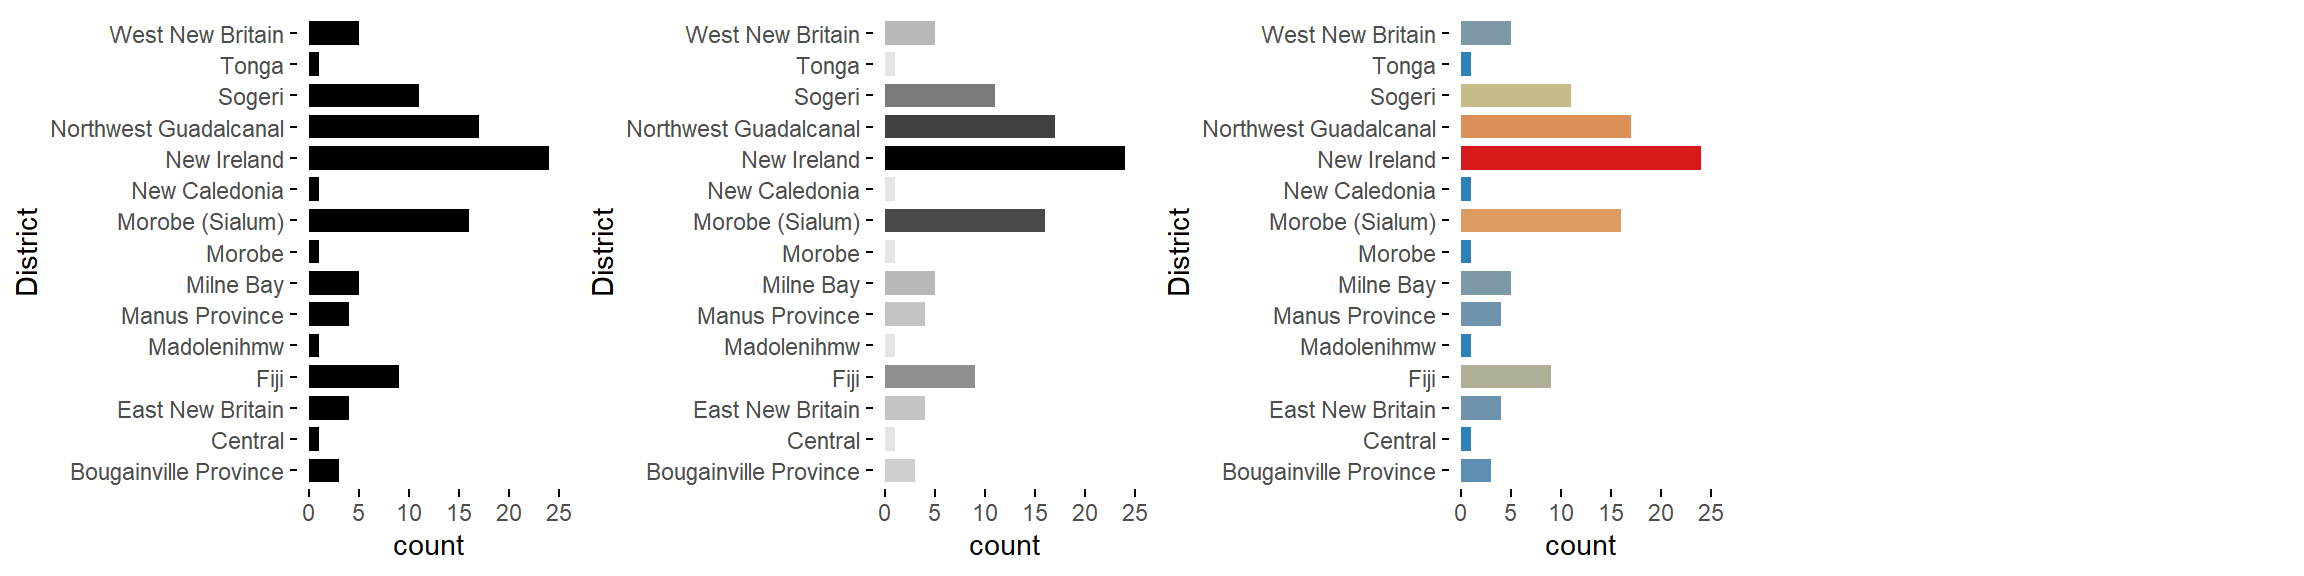 District
West New Britain
Tonga
Sogeri
Northwest Guadalcanal
New Ireland
New Caledonia
Morobe (Sialum)
Morobe
Milne Bay
Manus Province
Madolenihmw
Fiji
East New Britain
Central
Bougainville Province
0 5 10 15 20 25
count
District
West New Britain
Tonga
Sogeri
Northwest Guadalcanal
New Ireland
New Caledonia
Morobe (Sialum)
Morobe
Milne Bay
Manus Province
Madolenihmw
Fiji
East New Britain
Central
Bougainville Province
0 5 10 15 20 25
count
District
West New Britain
Tonga
Sogeri
Northwest Guadalcanal
New Ireland
New Caledonia
Morobe (Sialum)
Morobe
Milne Bay
Manus Province
Madolenihmw
Fiji
East New Britain
Central
Bougainville Province
0 5 10 15 20 25
count